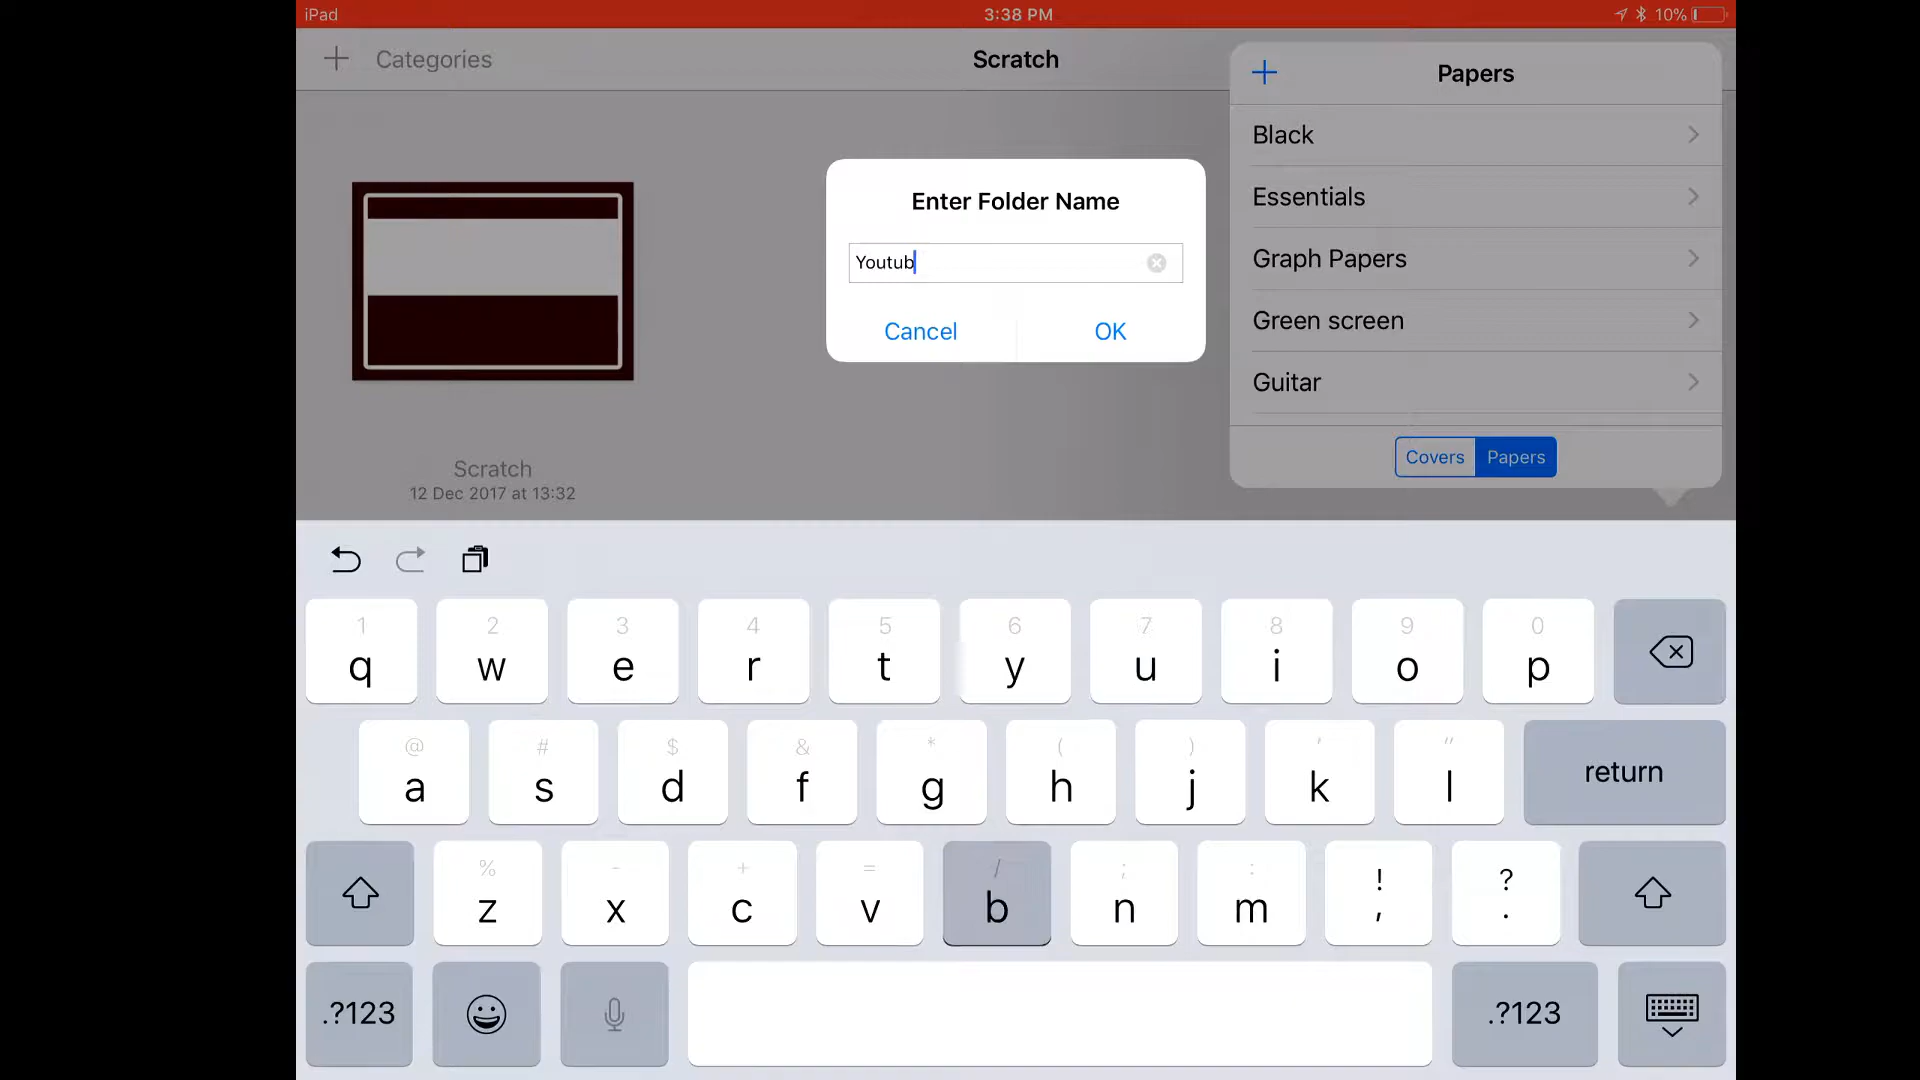 iPad
3:38 PM
10%
Categories
Scratch
Papers
Black
Essentials
Graph Papers
Green screen
Guitar
Covers
Papers
Enter Folder Name
Youtub
Cancel
OK
Scratch
12 Dec 2017 at 13:32
1 2 3 4 5 6 7 8 9 0
q w e r t y u i o p
@ # $ & * ( ) ' "
a s d f g h j k l return
% - + = / ; : ! ?
z x c v b n m , .
.?123 .?123